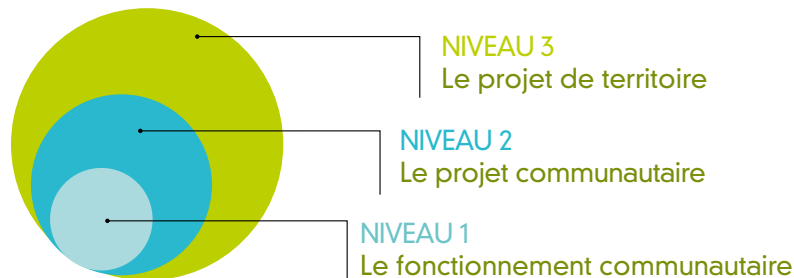 NIVEAU 3
Le projet de territoire
NIVEAU 2
Le projet communautaire
NIVEAU 1
Le fonctionnement communautaire